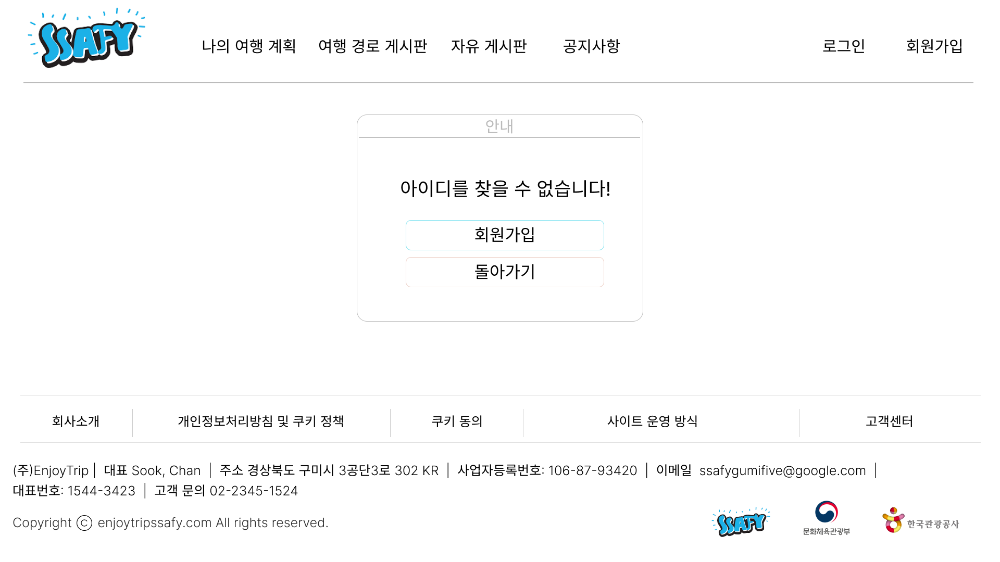 SSAFY
나의 여행 계획 여행 경로 게시판 자유 게시판 공지사항 로그인 회원가입
안내
아이디를 찾을 수 없습니다!
회원가입
돌아가기
회사소개 개인정보처리방침 및 쿠키 정책 쿠키 동의 사이트 운영 방식 고객센터
(주)EnjoyTrip | 대표 Sook, Chan | 주소 경상북도 구미시 3공단3로 302 KR | 사업자등록번호: 106-87-93420 | 이메일 ssafygumifive@google.com |
대표번호: 1544-3423 | 고객 문의 02-2345-1524
Copyright ⓒ enjoytripssafy.com All rights reserved.
SSAFY
문화체육관광부
한국관광공사